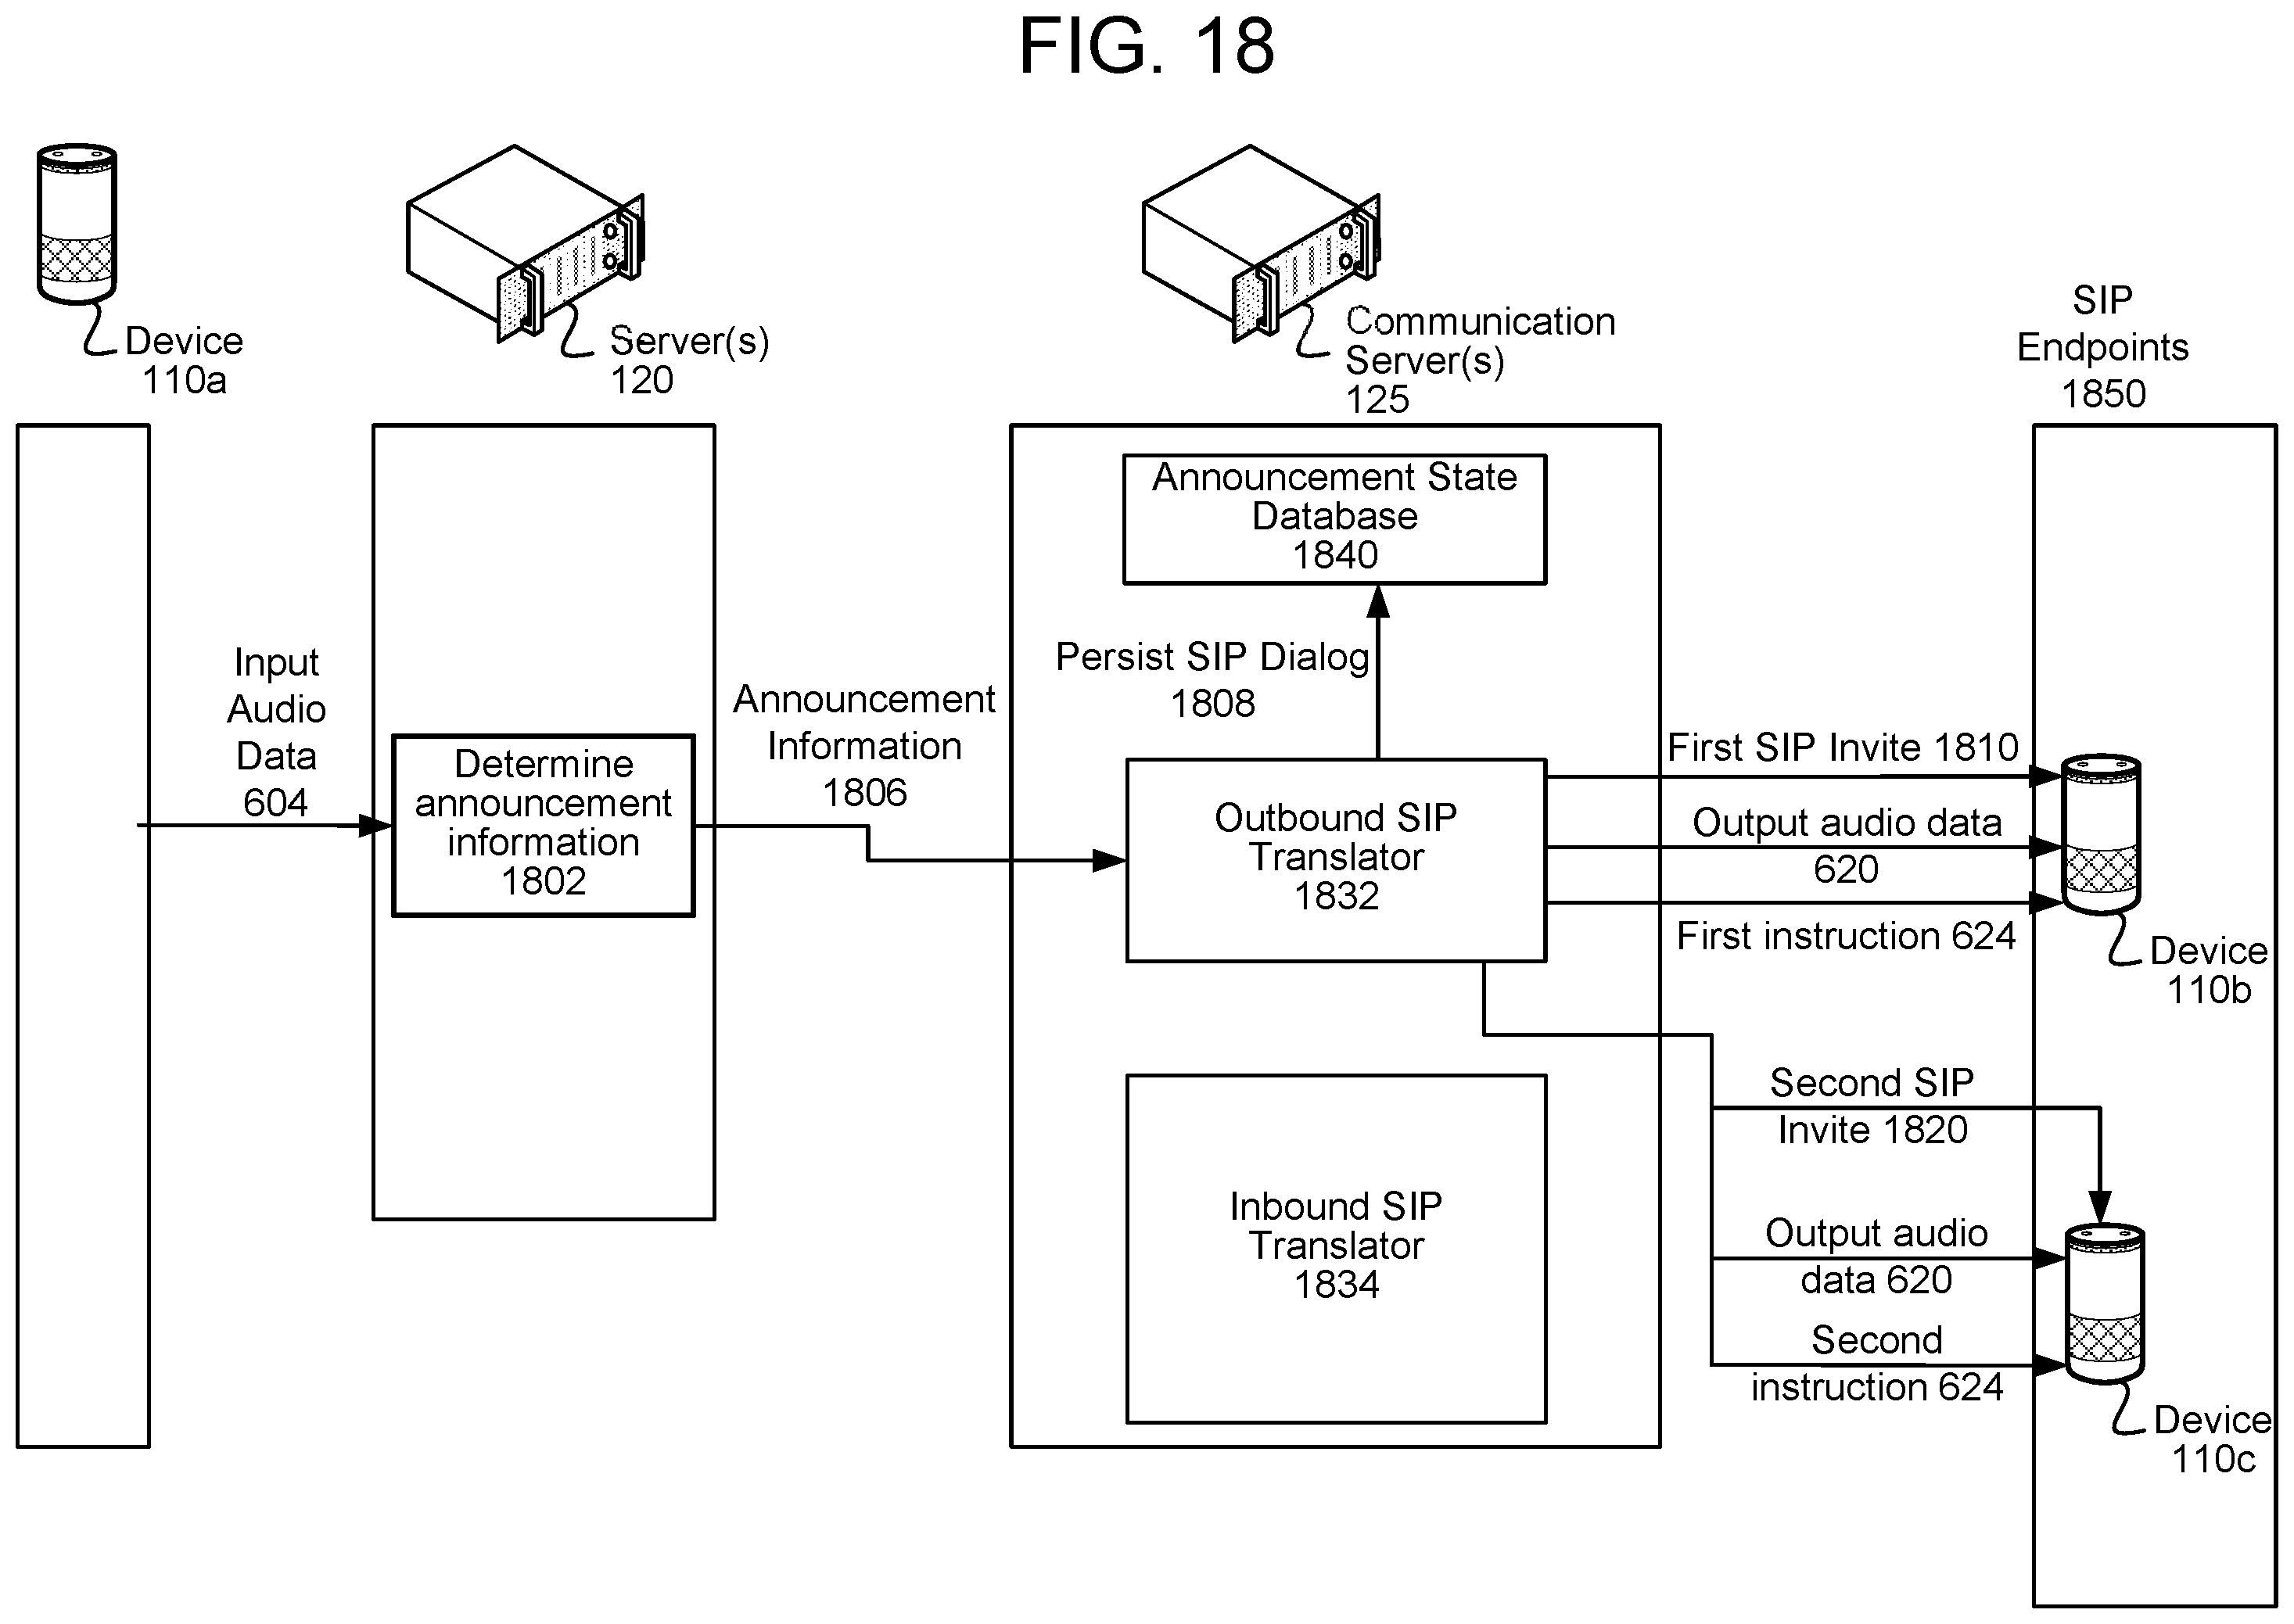 FIG. 18
Device
110a
Server(s)
120
Communication
Server(s)
125
SIP
Endpoints
1850
Input
Audio
Data
604
Determine
announcement
information
1802
Announcement
Information
1806
Announcement State
Database
1840
Persist SIP Dialog
1808
Outbound SIP
Translator
1832
Inbound SIP
Translator
1834
First SIP Invite 1810
Output audio data
620
First instruction 624
Device
110b
Second SIP
Invite 1820
Output audio
data 620
Second
instruction 624
Device
110c